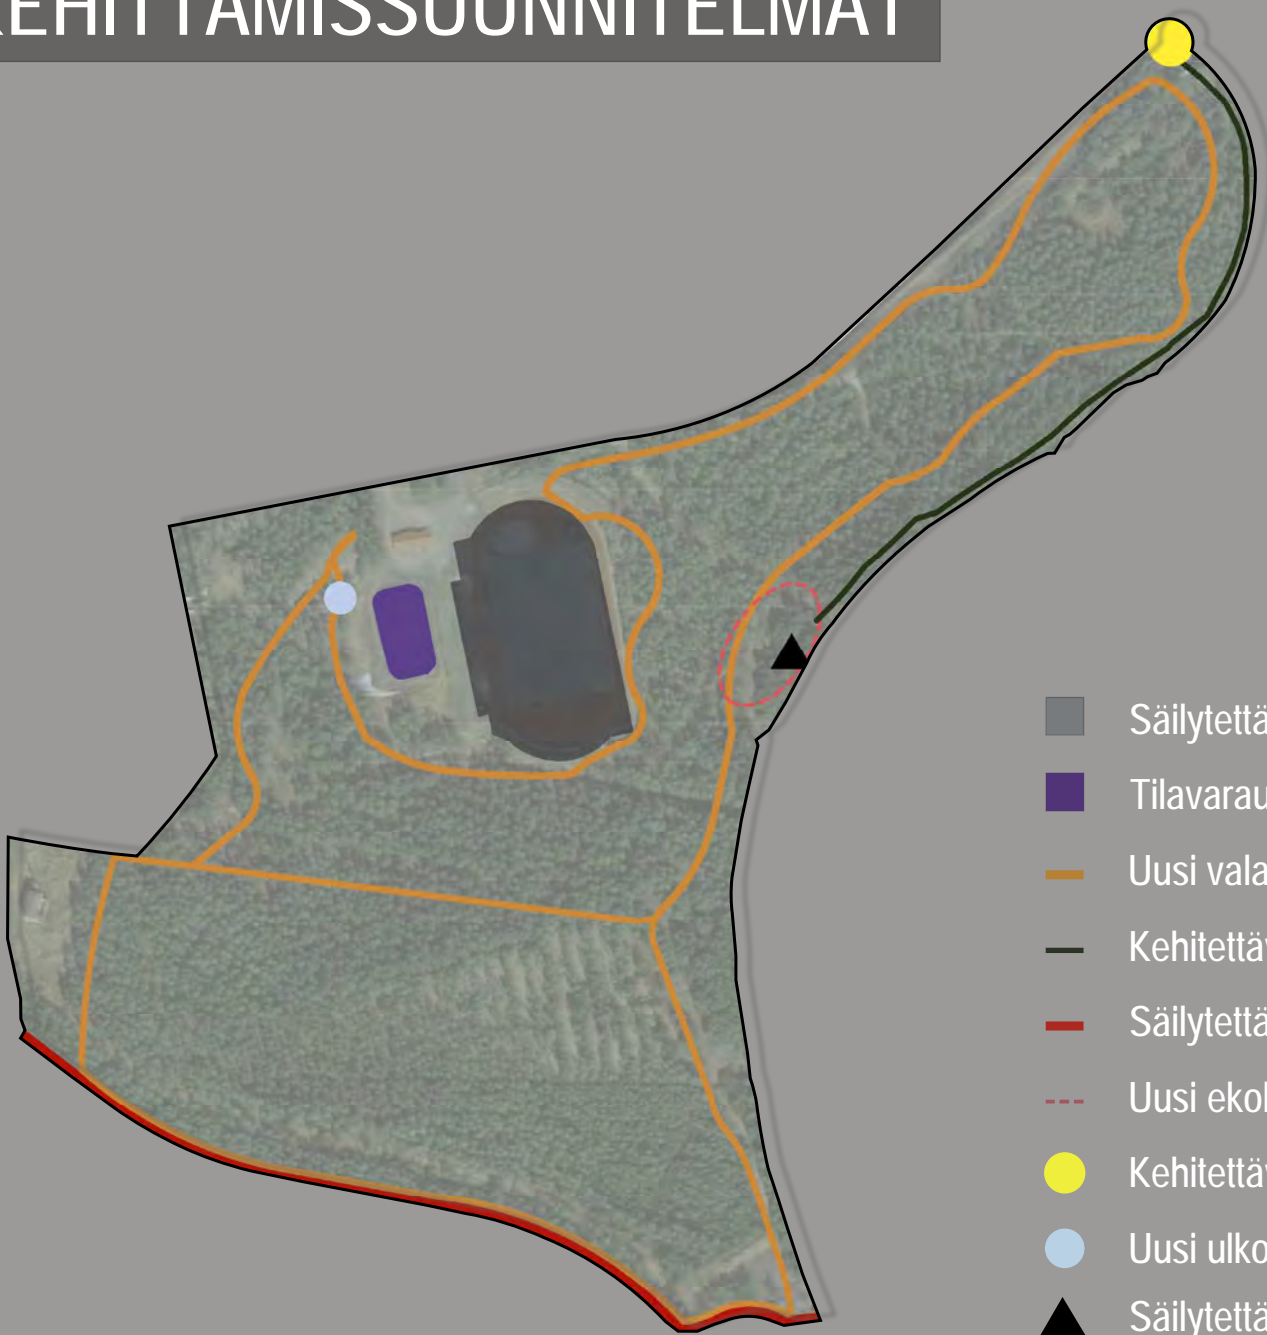 KEHITTÄMISSUUNNITELMAT
Säilytettä
Tilavarau
Uusi vala
Kehitettäv
Säilytettä
Uusi ekol
Kehitettäv
Uusi ulko
Säilytettä